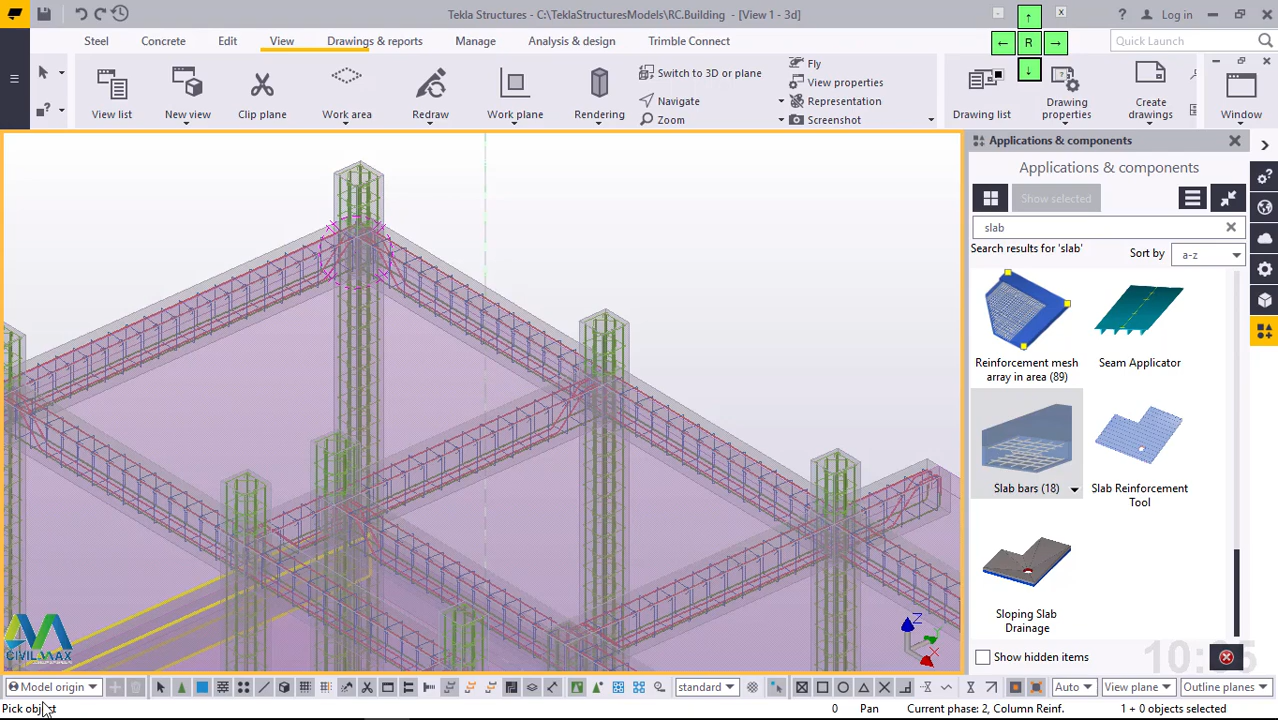 Tekla Structures - C:\TeklaStructuresModels\RC.Building - [View 1 - 3d]
Log in
Steel
Concrete
Edit
View
Drawings & reports
Manage
Analysis & design
Trimble Connect
Quick Launch
R
View list
New view
Clip plane
Work area
Redraw
Switch to 3D or plane
Navigate
Zoom
Work plane
Rendering
Fly
View properties
Representation
Screenshot
Drawing list
Drawing properties
Create drawings
Window
Applications & components
Applications & components
Show selected
slab
Search results for 'slab'
Sort by
a-z
Reinforcement mesh array in area (89)
Seam Applicator
Slab bars (18)
Slab Reinforcement Tool
Sloping Slab Drainage
Show hidden items
Z
CIVILMAX
Model origin
standard
Auto
View plane
Outline planes
Pick object
0
Pan
Current phase: 2, Column Reinf.
1 + 0 objects selected